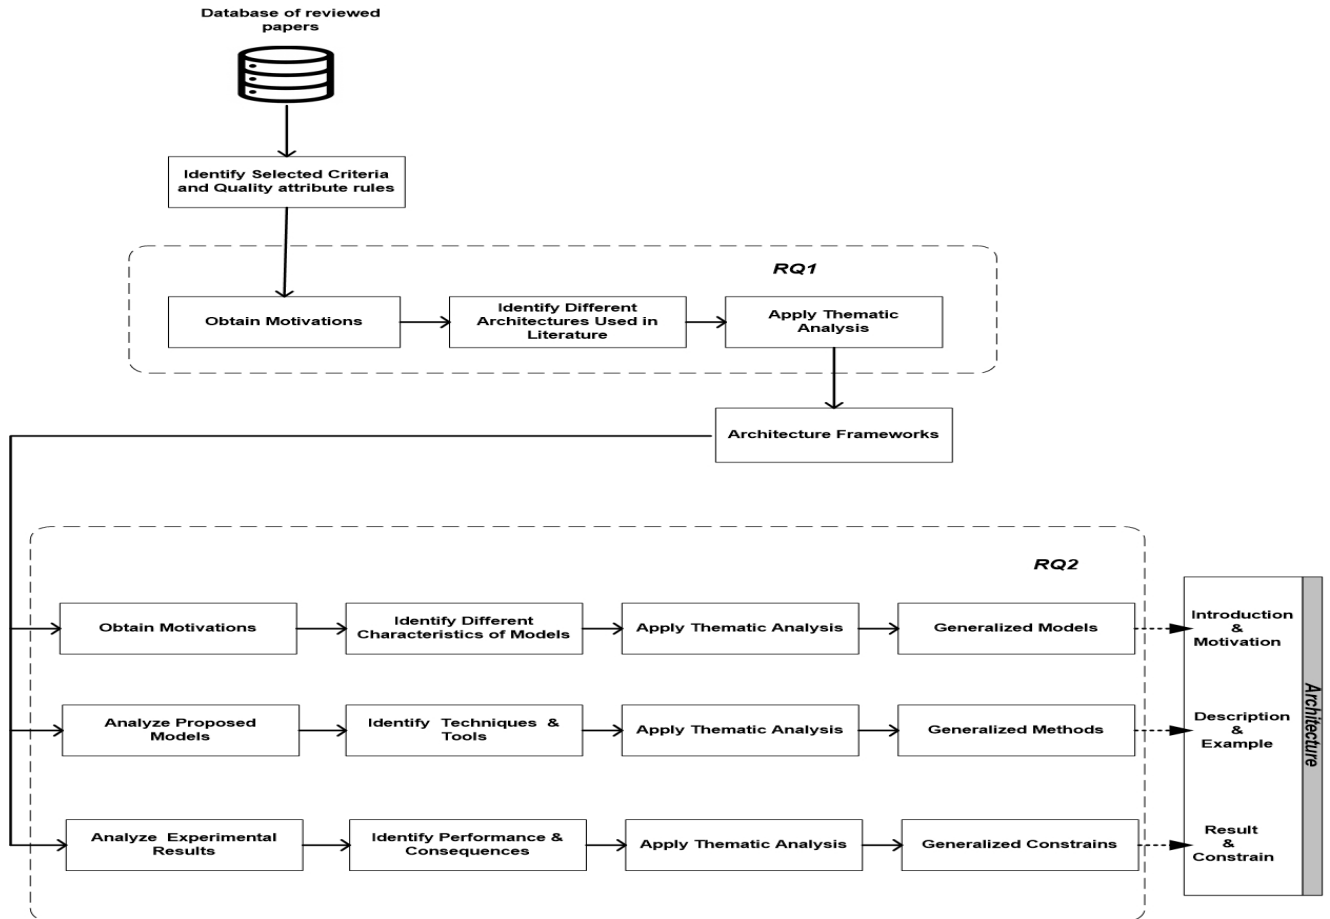 Database of reviewed
papers
Identify Selected Criteria
and Quality attribute rules
RQ1
Obtain Motivations
Identify Different
Architectures Used in
Literature
Apply Thematic
Analysis
Architecture Frameworks
RQ2
Obtain Motivations
Identify Different
Characteristics of Models
Apply Thematic Analysis
Generalized Models
Introduction
&
Motivation
Analyze Proposed
Models
Identify Techniques &
Tools
Apply Thematic Analysis
Generalized Methods
Description
&
Example
Analyze Experimental
Results
Identify Performance &
Consequences
Apply Thematic Analysis
Generalized Constrains
Result
&
Constrain
Architecture